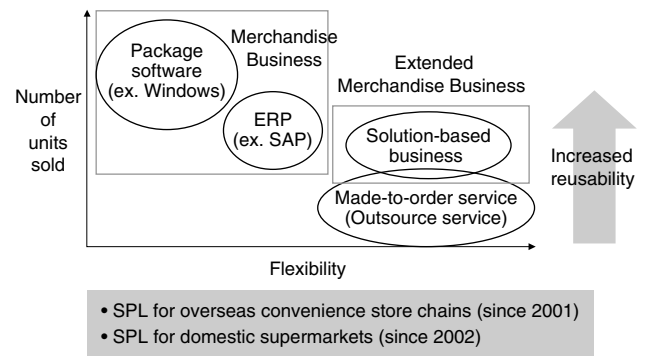 Package
software
(ex. Windows)
Merchandise
Business
ERP
(ex. SAP)
Extended
Merchandise Business
Solution-based
business
Made-to-order service
(Outsource service)
Number
of
units
sold
Increased
reusability
Flexibility
• SPL for overseas convenience store chains (since 2001)
• SPL for domestic supermarkets (since 2002)